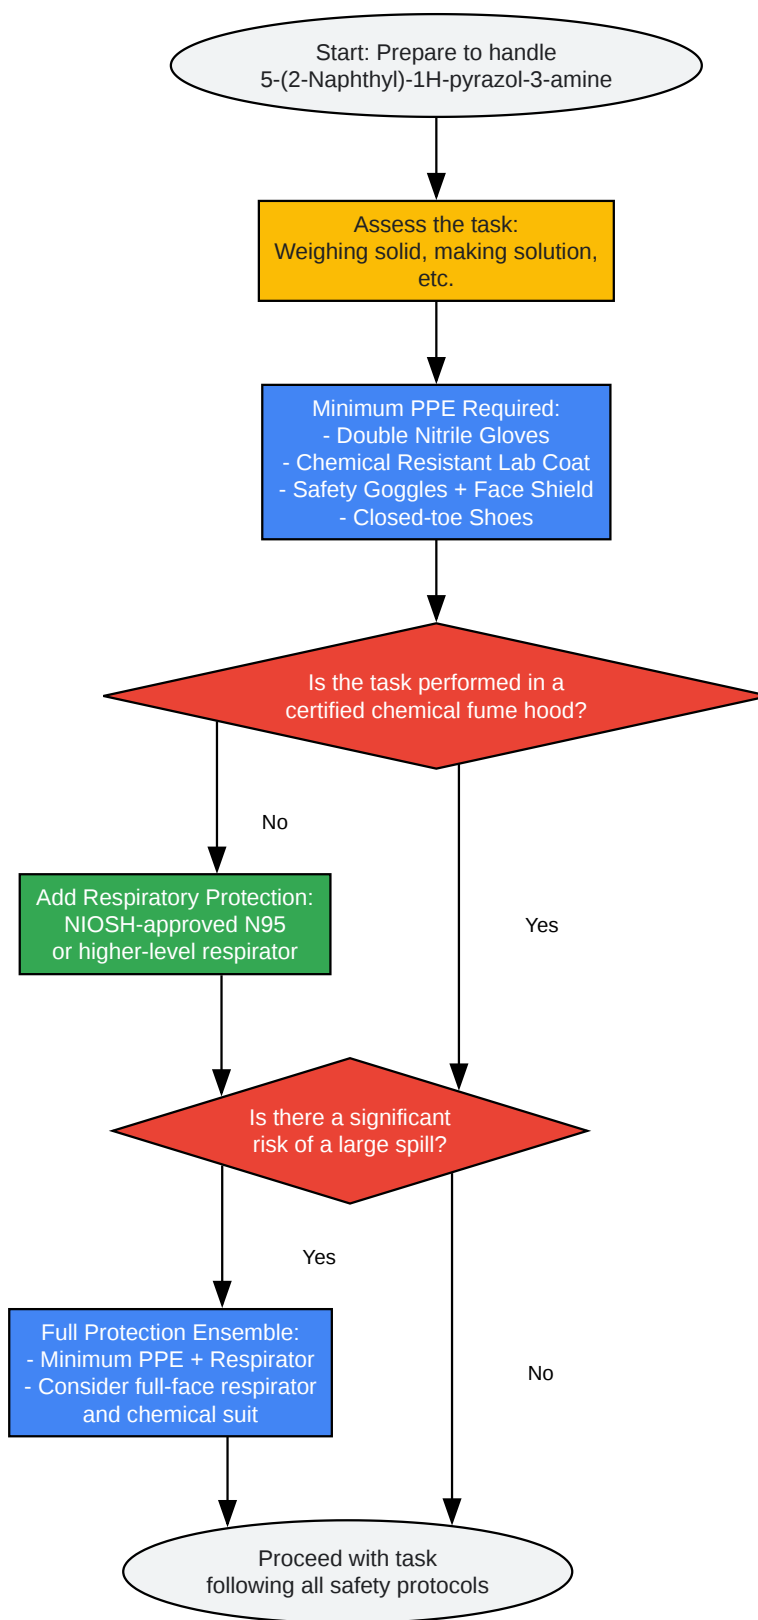 Start: Prepare to handle
5-(2-Naphthyl)-1H-pyrazol-3-amine
Assess the task:
Weighing solid, making solution,
etc.
Minimum PPE Required:
- Double Nitrile Gloves
- Chemical Resistant Lab Coat
- Safety Goggles + Face Shield
- Closed-toe Shoes
Is the task performed in a
certified chemical fume hood?
No
Add Respiratory Protection:
NIOSH-approved N95
or higher-level respirator
Yes
Is there a significant
risk of a large spill?
Yes
Full Protection Ensemble:
- Minimum PPE + Respirator
- Consider full-face respirator
and chemical suit
No
Proceed with task
following all safety protocols